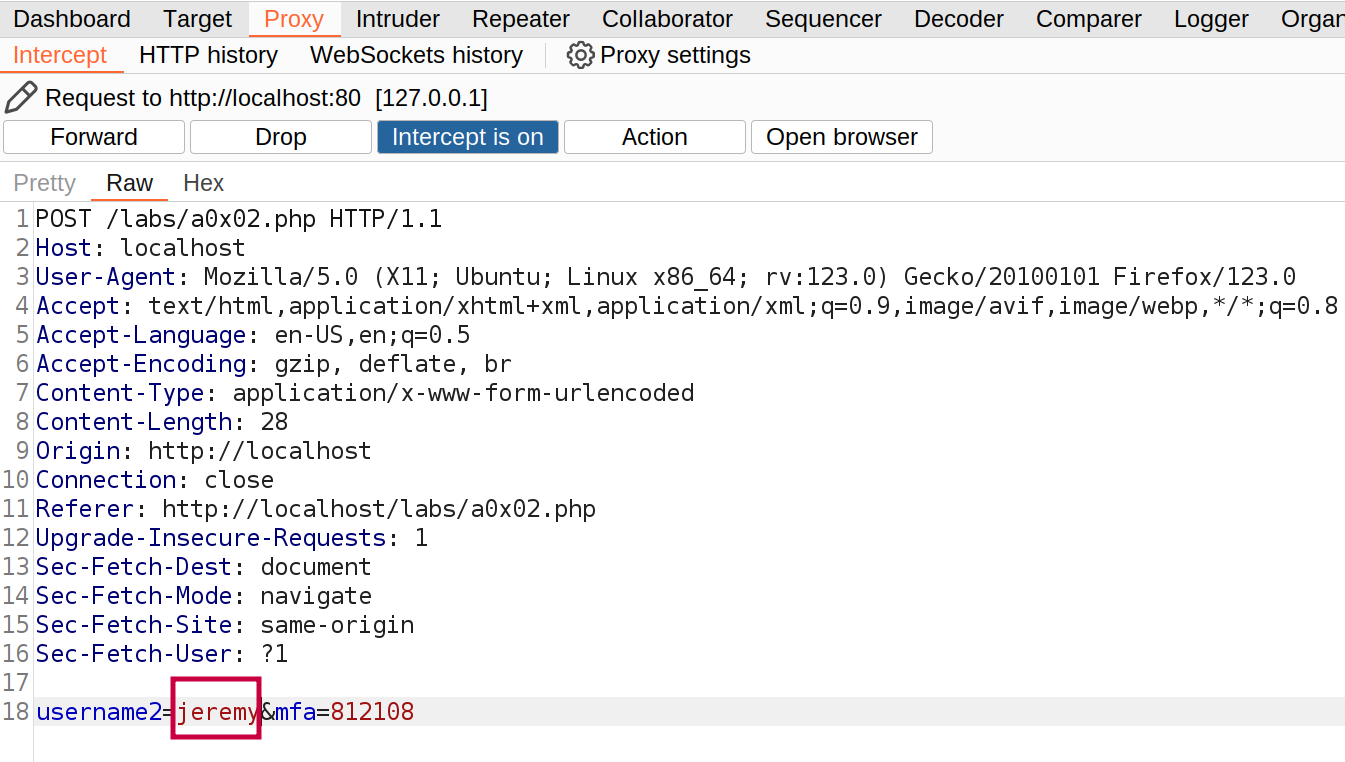 Dashboard Target Proxy Intruder Repeater Collaborator Sequencer Decoder Comparer Logger Organ
Intercept HTTP history WebSockets history Proxy settings
Request to http://localhost:80 [127.0.0.1]
Forward Drop Intercept is on Action Open browser
Pretty Raw Hex
1 POST /labs/a0x02.php HTTP/1.1
2 Host: localhost
3 User-Agent: Mozilla/5.0 (X11; Ubuntu; Linux x86_64; rv:123.0) Gecko/20100101 Firefox/123.0
4 Accept: text/html,application/xhtml+xml,application/xml;q=0.9,image/avif,image/webp,*/*;q=0.8
5 Accept-Language: en-US,en;q=0.5
6 Accept-Encoding: gzip, deflate, br
7 Content-Type: application/x-www-form-urlencoded
8 Content-Length: 28
9 Origin: http://localhost
10 Connection: close
11 Referer: http://localhost/labs/a0x02.php
12 Upgrade-Insecure-Requests: 1
13 Sec-Fetch-Dest: document
14 Sec-Fetch-Mode: navigate
15 Sec-Fetch-Site: same-origin
16 Sec-Fetch-User: ?1
17
18 username2=jeremy&mfa=812108